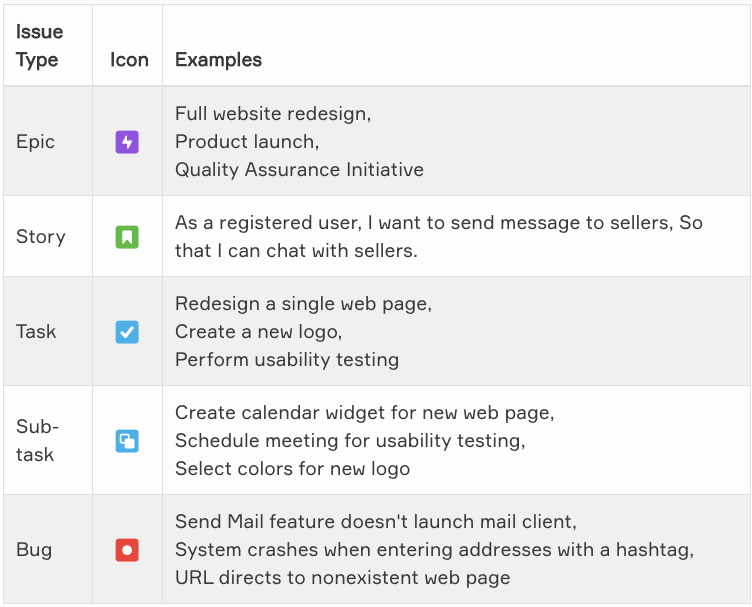 Issue
Type
Icon
Examples
Epic
Full website redesign,
Product launch,
Quality Assurance Initiative
Story
As a registered user, I want to send message to sellers, So
that I can chat with sellers.
Task
Redesign a single web page,
Create a new logo,
Perform usability testing
Sub-
task
Create calendar widget for new web page,
Schedule meeting for usability testing,
Select colors for new logo
Bug
Send Mail feature doesn't launch mail client,
System crashes when entering addresses with a hashtag,
URL directs to nonexistent web page